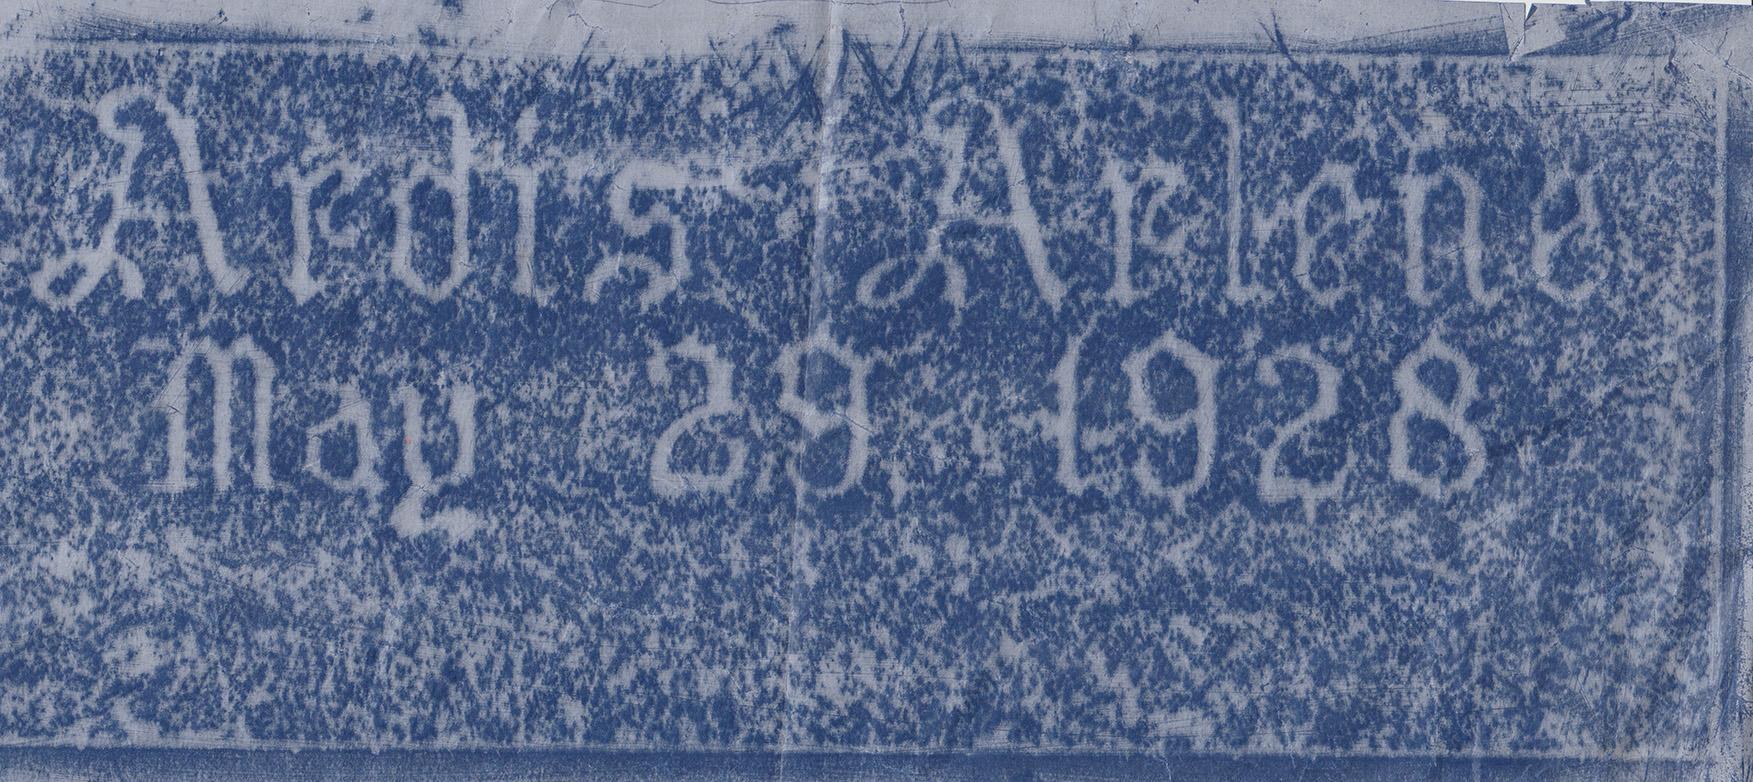 Ardis Arlene
May 29, 1928